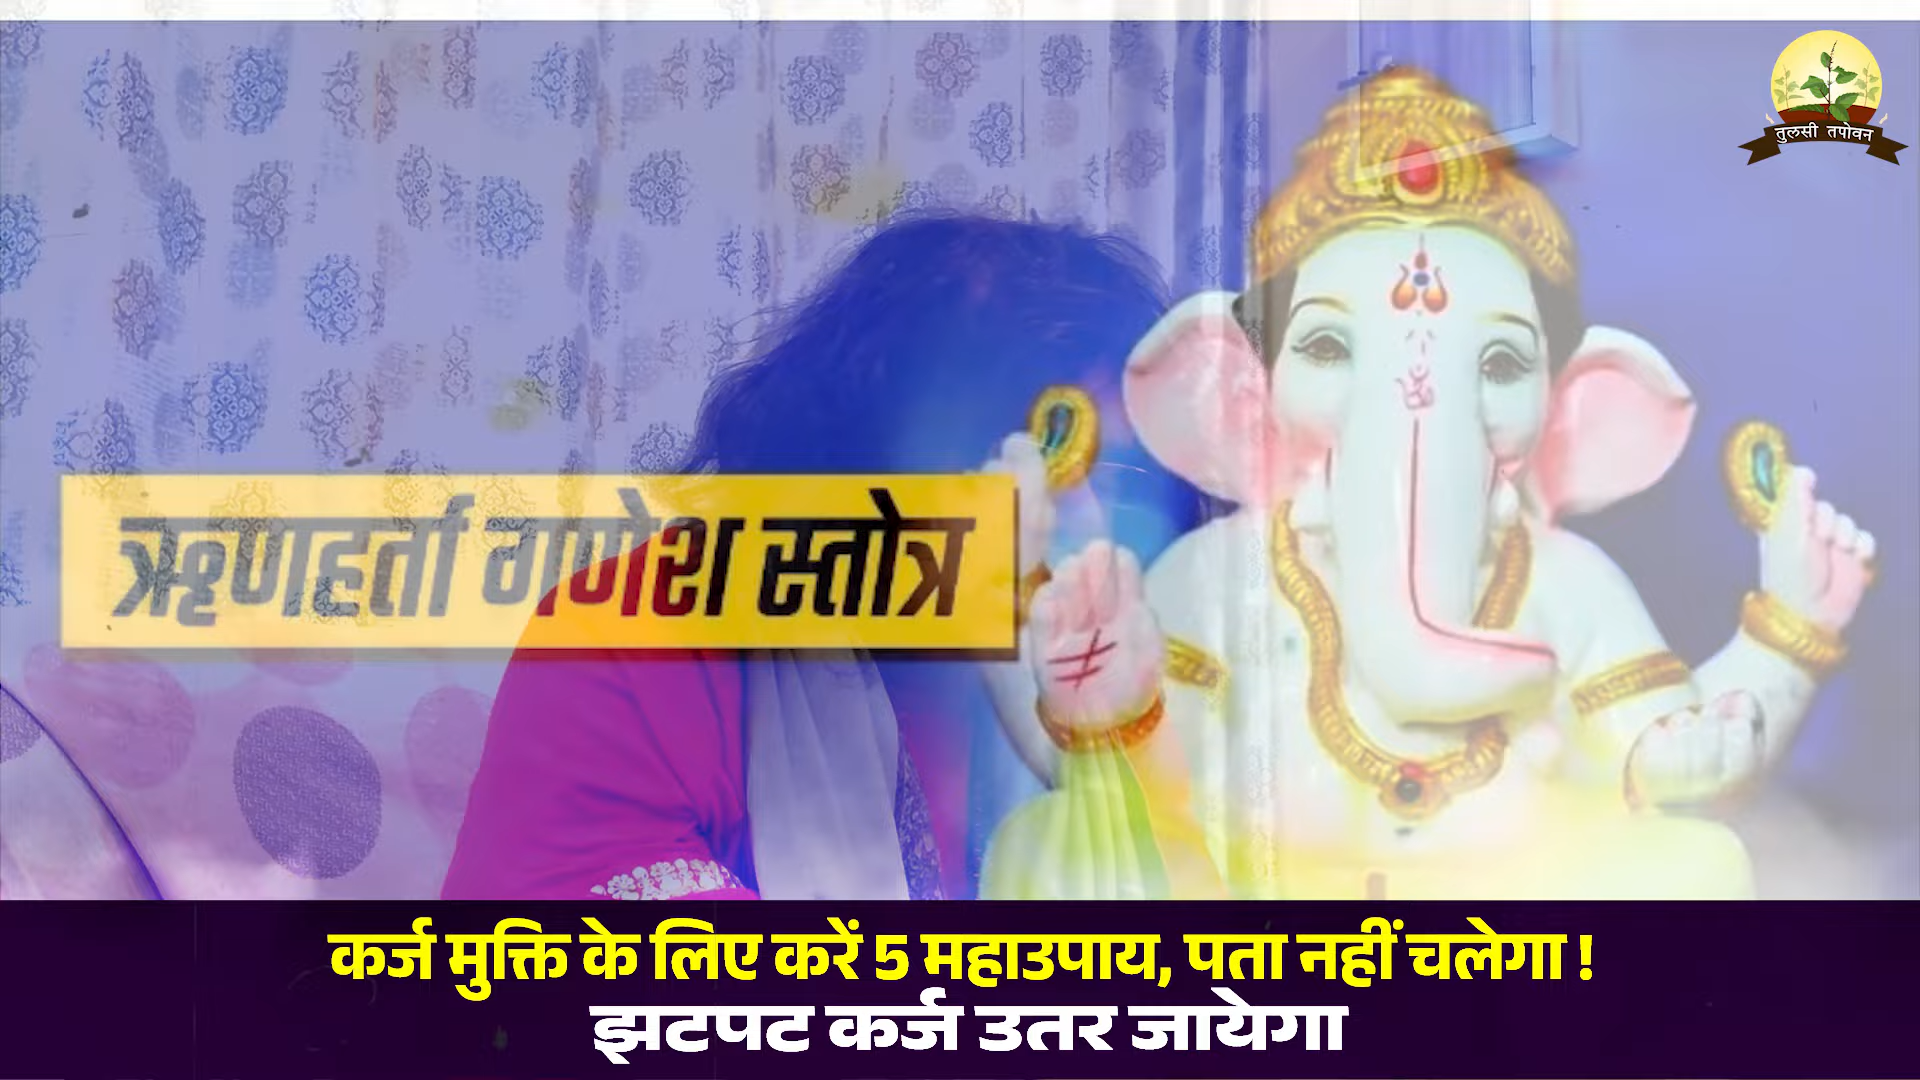 तुलसी तपोवन
ऋणहर्ता गणेश स्तोत्र
कर्ज मुक्ति के लिए करें 5 महाउपाय, पता नहीं चलेगा !
झटपट कर्ज उतर जायेगा